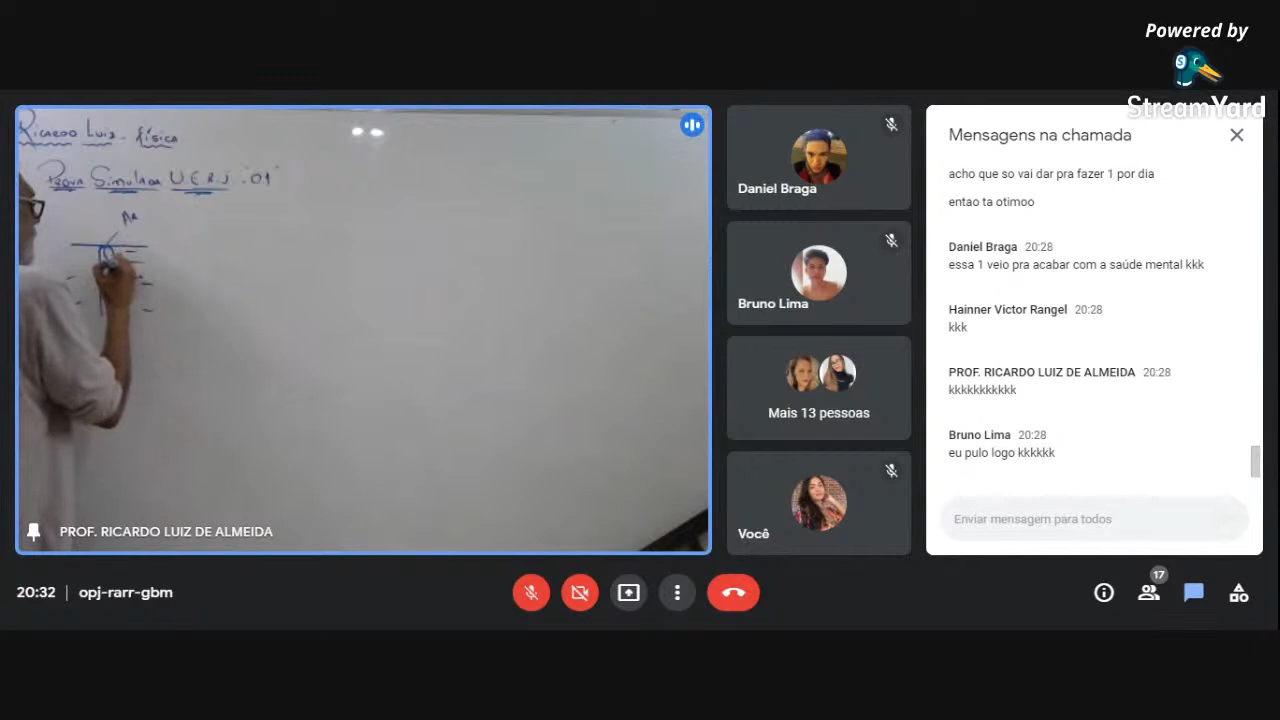 Powered by
StreamYard
Ricardo Luiz - Física
Prova Simulada U E R J "01"
PROF. RICARDO LUIZ DE ALMEIDA
Daniel Braga
Bruno Lima
Mais 13 pessoas
Você
Mensagens na chamada
acho que so vai dar pra fazer 1 por dia
entao ta otimoo
Daniel Braga 20:28
essa 1 veio pra acabar com a saúde mental kkk
Hainner Victor Rangel 20:28
kkk
PROF. RICARDO LUIZ DE ALMEIDA 20:28
kkkkkkkkkkk
Bruno Lima 20:28
eu pulo logo kkkkkk
Enviar mensagem para todos
20:32 | opj-rarr-gbm
17